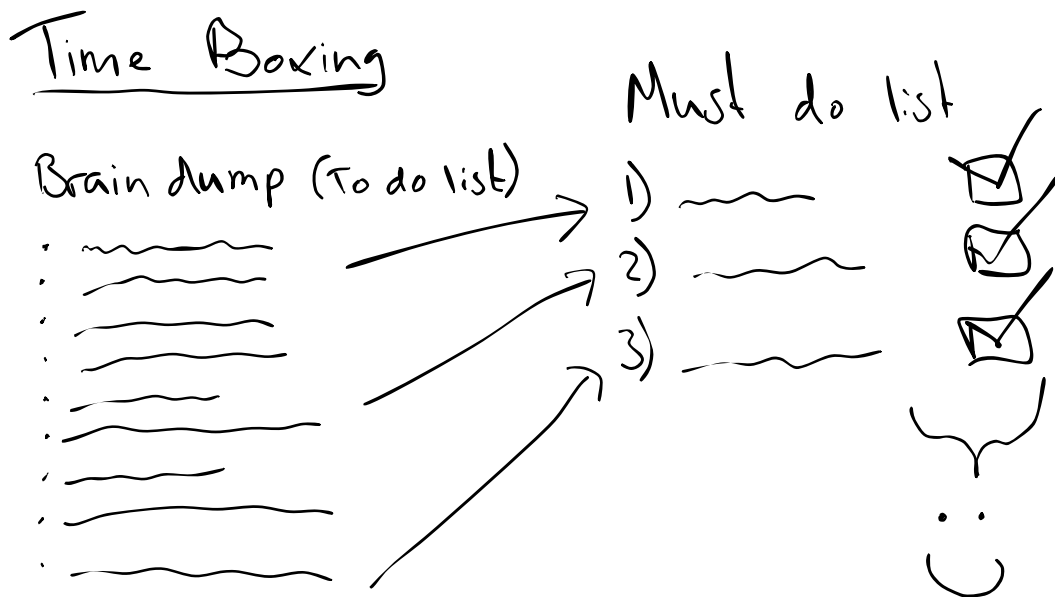 Time Boxing
Brain dump (To do list)
Must do list
1)
2)
3)